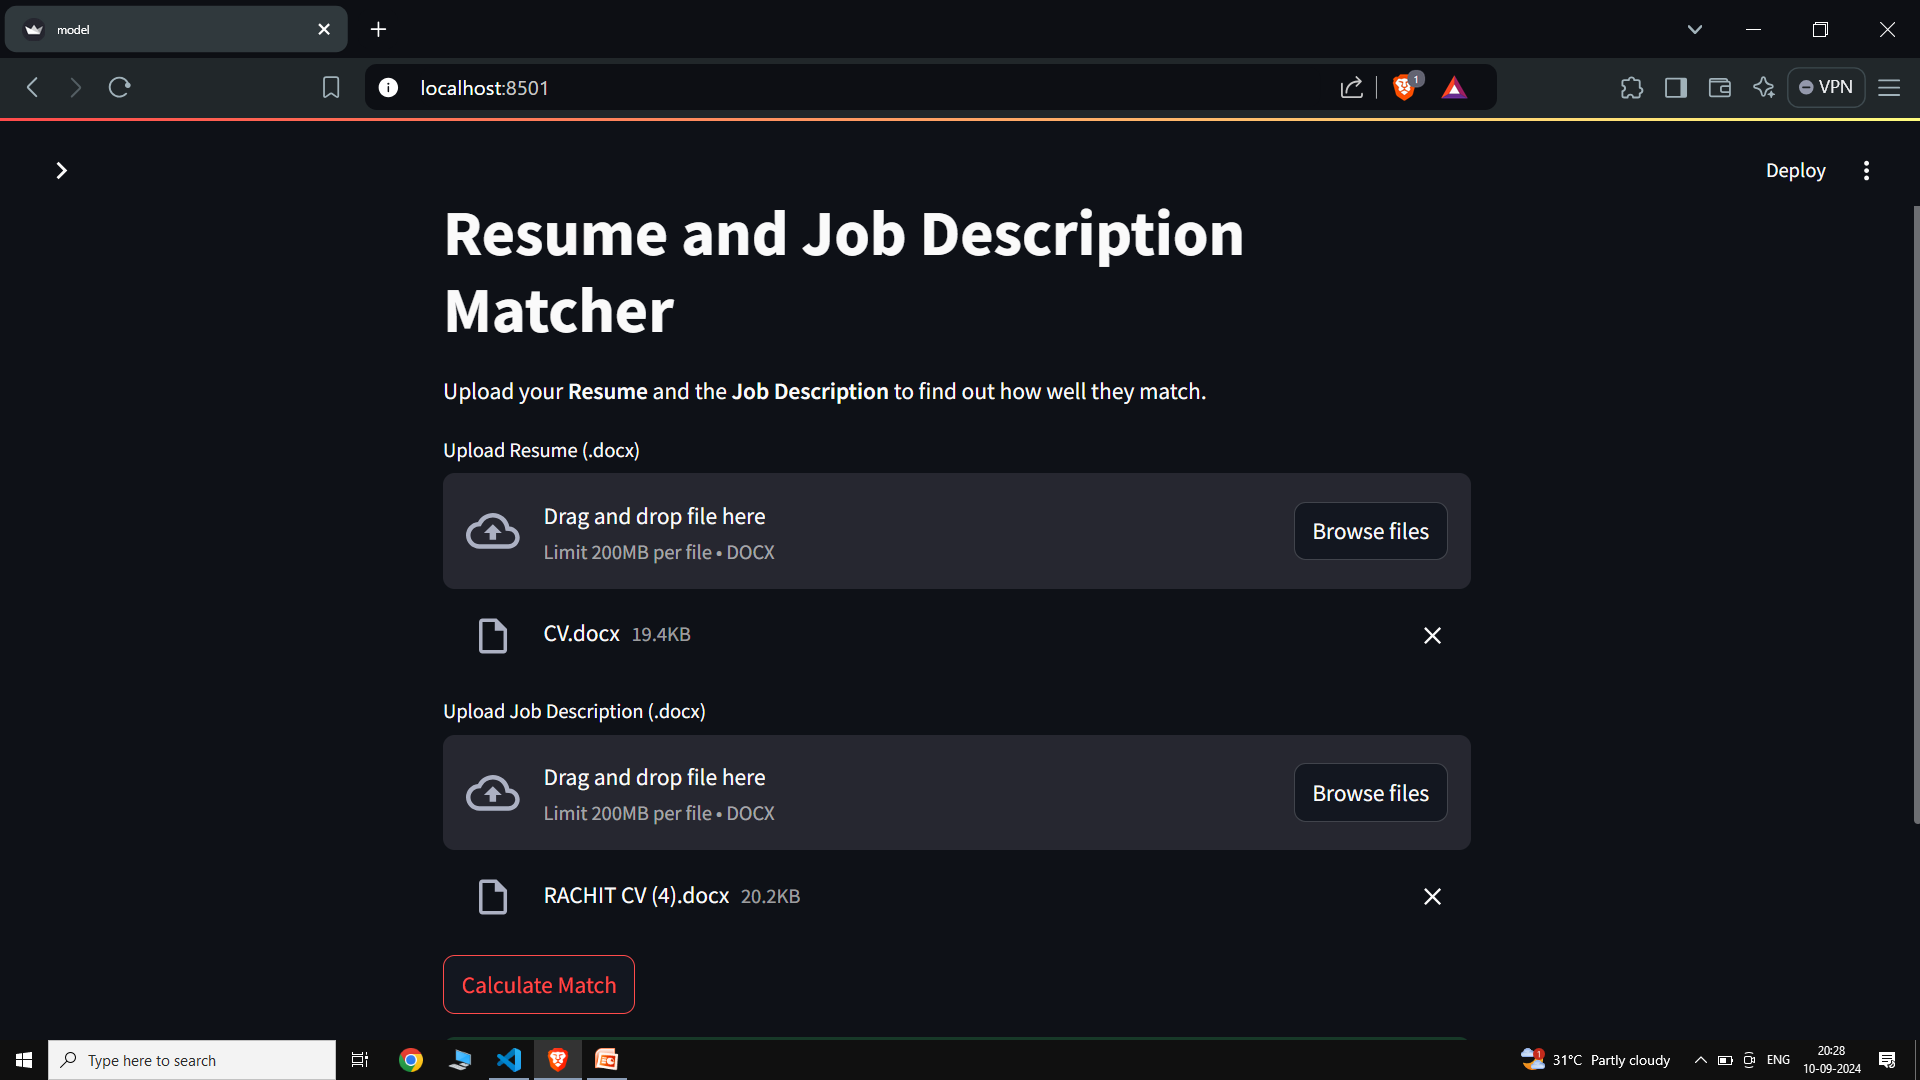 model
localhost:8501
1
VPN
Deploy
Resume and Job Description
Matcher
Upload your Resume and the Job Description to find out how well they match.
Upload Resume (.docx)
Drag and drop file here
Limit 200MB per file • DOCX
Browse files
CV.docx 19.4KB
Upload Job Description (.docx)
Drag and drop file here
Limit 200MB per file • DOCX
Browse files
RACHIT CV (4).docx 20.2KB
Calculate Match
Type here to search
1
31°C Partly cloudy
ENG
20:28
10-09-2024